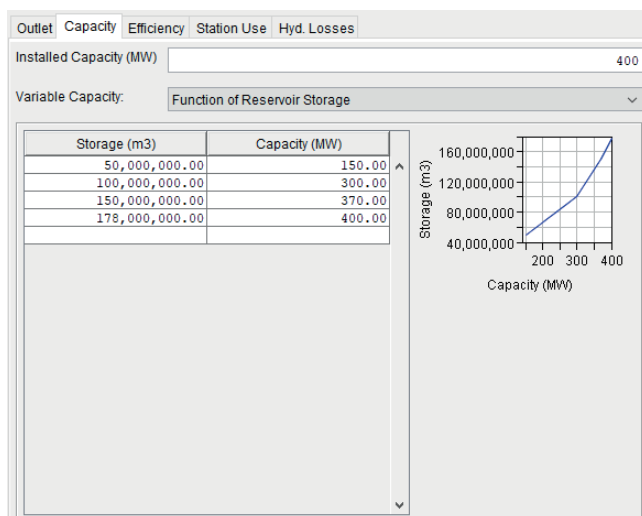 Outlet Capacity Efficiency Station Use Hyd. Losses
Installed Capacity (MW) 400
Variable Capacity: Function of Reservoir Storage
Storage (m3) Capacity (MW)
50,000,000.00 150.00
100,000,000.00 300.00
150,000,000.00 370.00
178,000,000.00 400.00
Storage (m3)
160,000,000
120,000,000
80,000,000
40,000,000
200 300 400
Capacity (MW)